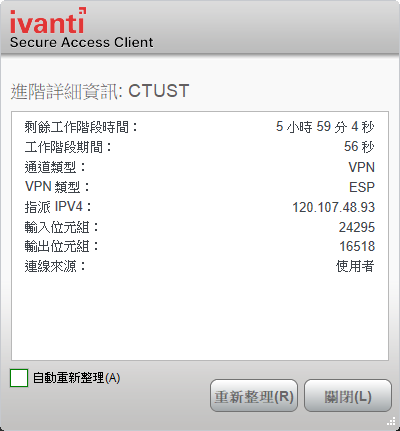 ivanti
Secure Access Client
進階詳細資訊: CTUST
剩餘工作階段時間： 5 小時 59 分 4 秒
工作階段期間： 56 秒
通道類型： VPN
VPN 類型： ESP
指派 IPV4： 120.107.48.93
輸入位元組： 24295
輸出位元組： 16518
連線來源： 使用者
自動重新整理(A)
重新整理(R) 關閉(L)